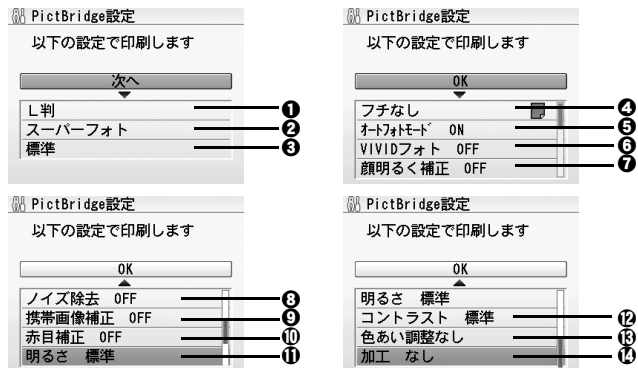 PictBridge設定
以下の設定で印刷します
次へ
L判 ❶
スーパーフォト ❷
標準 ❸
PictBridge設定
以下の設定で印刷します
OK
フチなし ❹
ｵｰﾄﾌｫﾄﾓｰﾄﾞ ON ❺
VIVIDフォト OFF ❻
顔明るく補正 OFF ❼
PictBridge設定
以下の設定で印刷します
OK
ノイズ除去 OFF ❽
携帯画像補正 OFF ❾
赤目補正 OFF ❿
明るさ 標準 ⓫
PictBridge設定
以下の設定で印刷します
OK
明るさ 標準
コントラスト 標準 ⓬
色あい調整なし ⓭
加工 なし ⓮